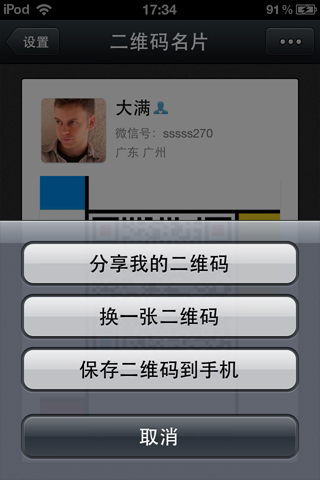 iPod 17:34 91 %
设置 二维码名片
大满
微信号: sssss270
广东 广州
分享我的二维码
换一张二维码
保存二维码到手机
取消